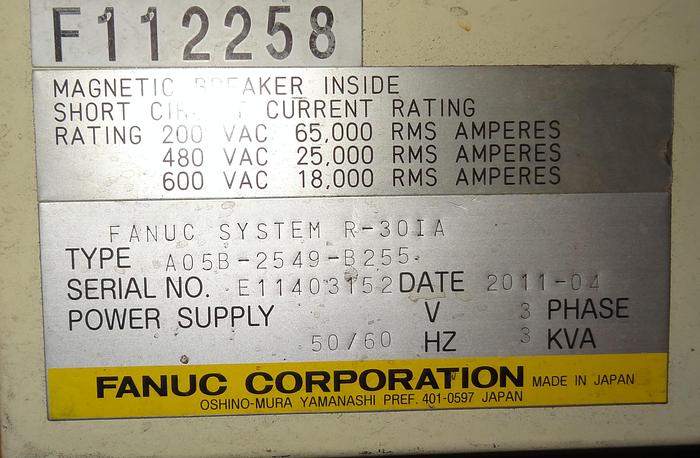 F112258
MAGNETIC BREAKER INSIDE
SHORT CIRCUIT CURRENT RATING
RATING 200 VAC 65,000 RMS AMPERES
480 VAC 25,000 RMS AMPERES
600 VAC 18,000 RMS AMPERES
FANUC SYSTEM R-30IA
TYPE A05B-2549-B255
SERIAL NO. E11403152 DATE 2011-04
POWER SUPPLY V 3 PHASE
50/60 HZ 3 KVA
FANUC CORPORATION MADE IN JAPAN
OSHINO-MURA YAMANASHI PREF. 401-0597 JAPAN